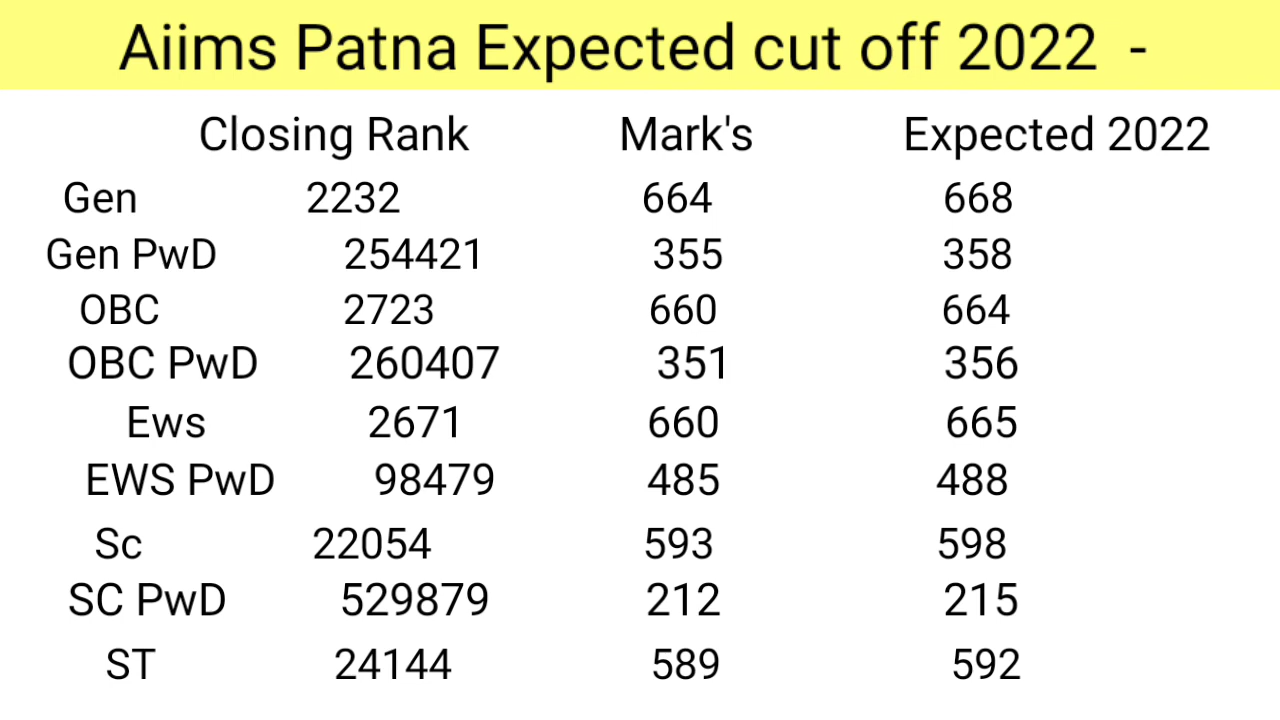 Aiims Patna Expected cut off 2022 -
Closing Rank Mark's Expected 2022
Gen 2232 664 668
Gen PwD 254421 355 358
OBC 2723 660 664
OBC PwD 260407 351 356
Ews 2671 660 665
EWS PwD 98479 485 488
Sc 22054 593 598
SC PwD 529879 212 215
ST 24144 589 592